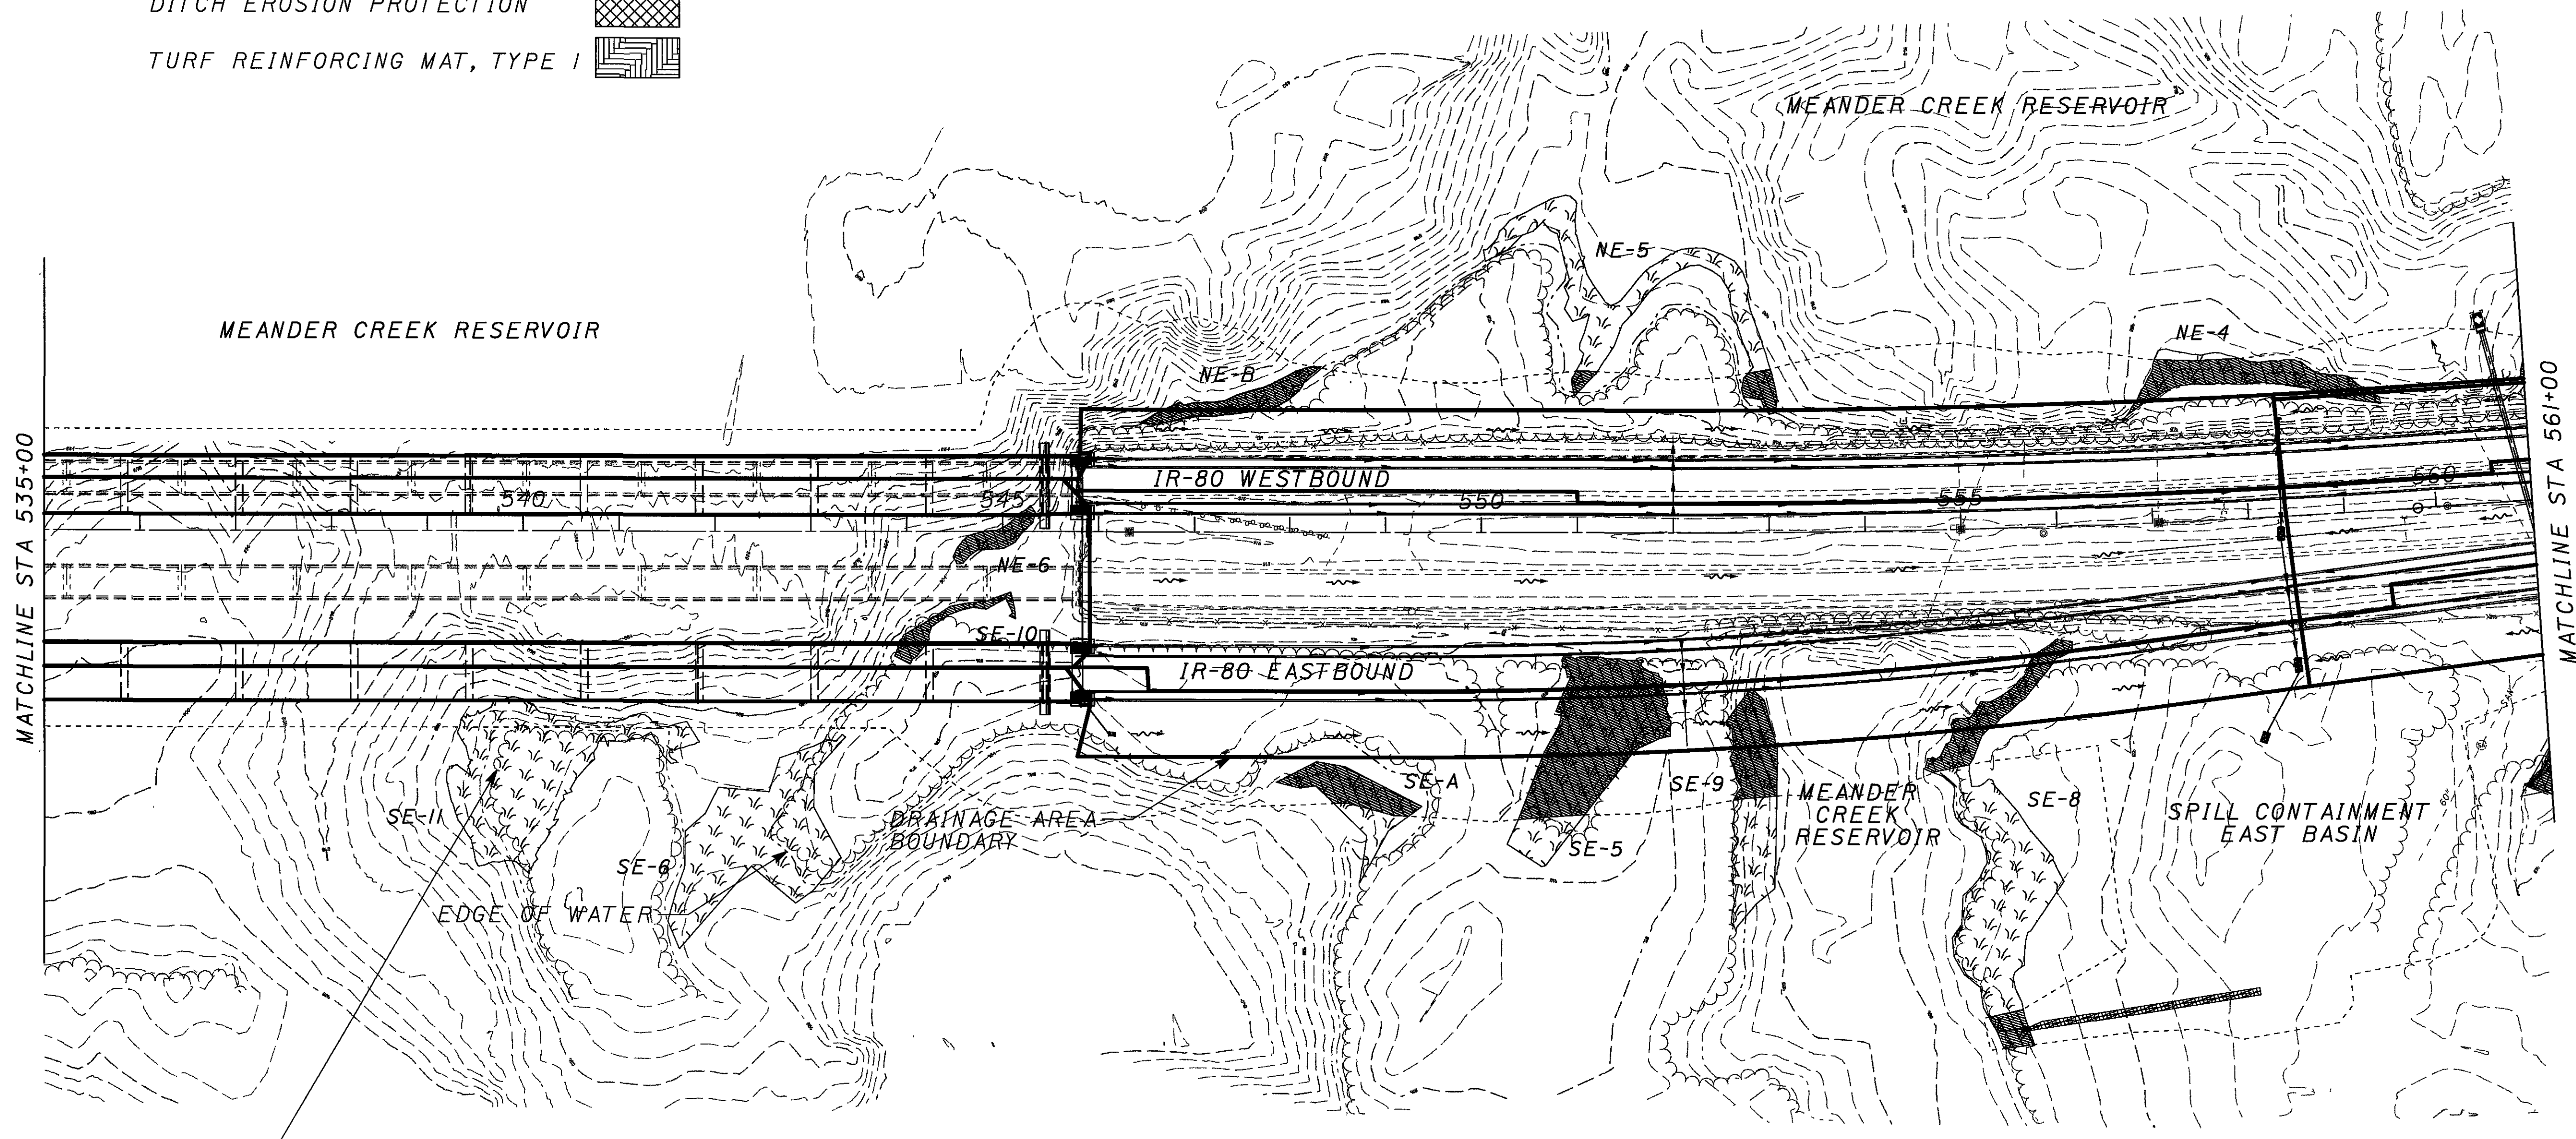 DITCH EROSION PROTECTION
TURF REINFORCING MAT, TYPE 1
MEANDER CREEK RESERVOIR
MEANDER CREEK RESERVOIR
NE-5
NE-4
NE-B
MATCHLINE STA 535+00
MATCHLINE STA 561+00
IR-80 WESTBOUND
540
545
550
555
560
NE-6
SE-10
IR-80 EASTBOUND
SE-11
SE-6
DRAINAGE AREA
BOUNDARY
EDGE OF WATER
SE-A
SE-5
SE-9
MEANDER
CREEK
RESERVOIR
SE-8
SPILL CONTAINMENT
EAST BASIN